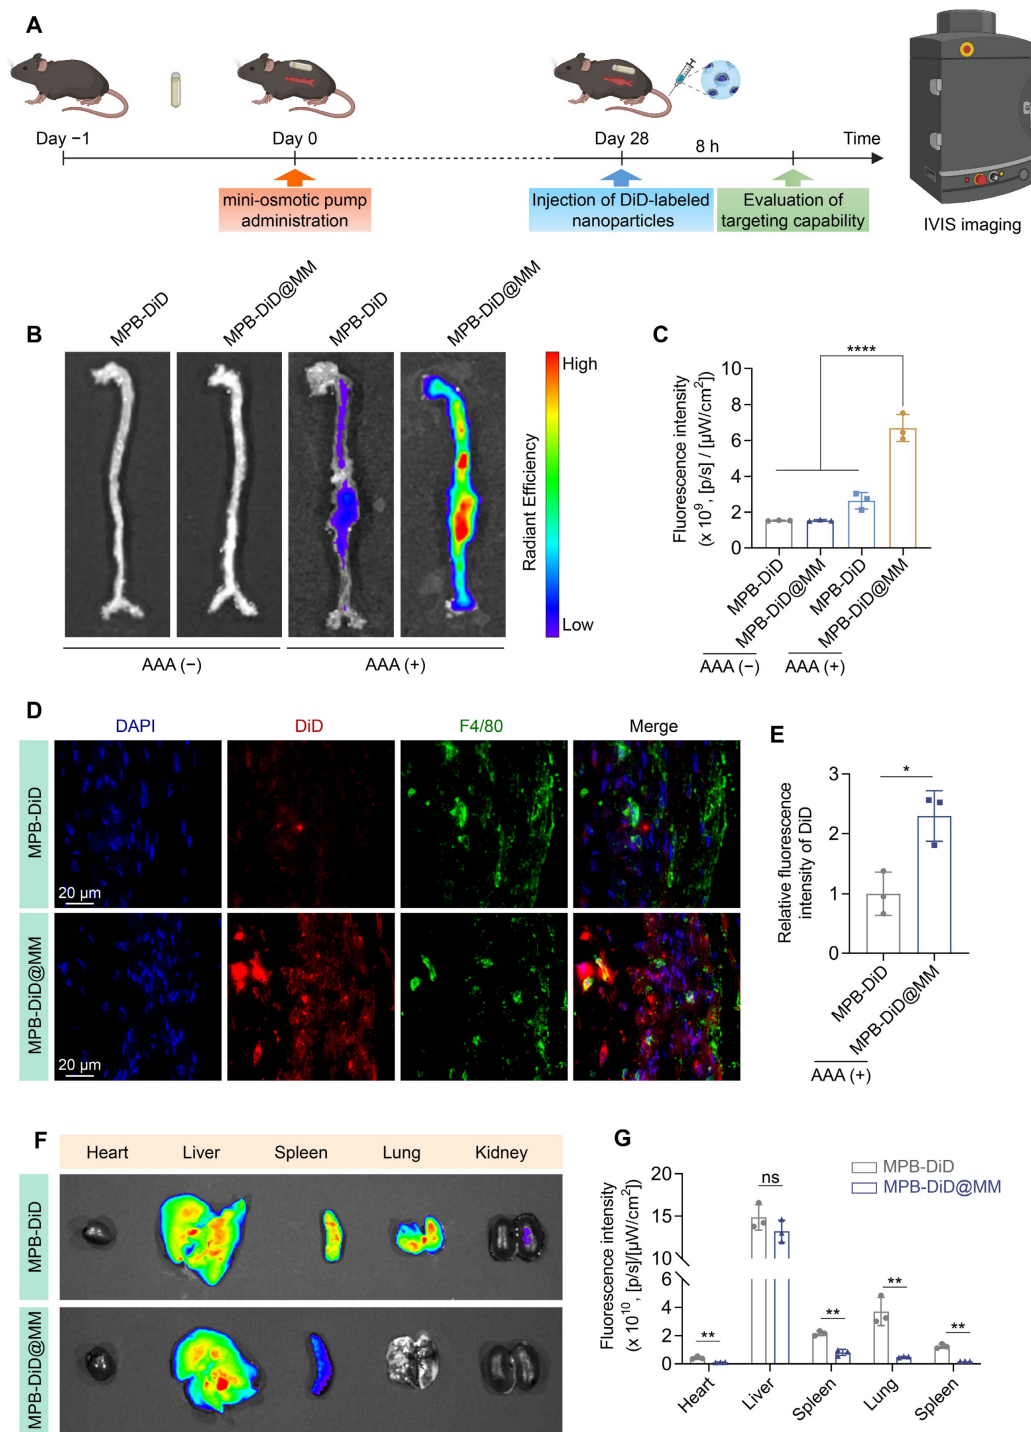 A
Day −1
Day 0
Day 28
8 h
Time
mini-osmotic pump
administration
Injection of DiD-labeled
nanoparticles
Evaluation of
targeting capability
IVIS imaging
B
MPB-DiD
MPB-DiD@MM
MPB-DiD
MPB-DiD@MM
High
Radiant Efficiency
Low
AAA (−)
AAA (+)
C
Fluorescence intensity
(x 10⁹, [p/s] / [µW/cm²])
10
8
6
4
2
0
****
MPB-DiD
MPB-DiD@MM
MPB-DiD
MPB-DiD@MM
AAA (−)
AAA (+)
D
DAPI
DiD
F4/80
Merge
MPB-DiD
20 µm
MPB-DiD@MM
20 µm
E
Relative fluorescence
intensity of DiD
3
2
1
0
*
MPB-DiD
MPB-DiD@MM
AAA (+)
F
Heart
Liver
Spleen
Lung
Kidney
MPB-DiD
MPB-DiD@MM
G
Fluorescence intensity
(x 10¹⁰, [p/s]/[µW/cm²])
20
15
10
6
4
2
0
MPB-DiD
MPB-DiD@MM
**
ns
**
**
**
Heart
Liver
Spleen
Lung
Spleen